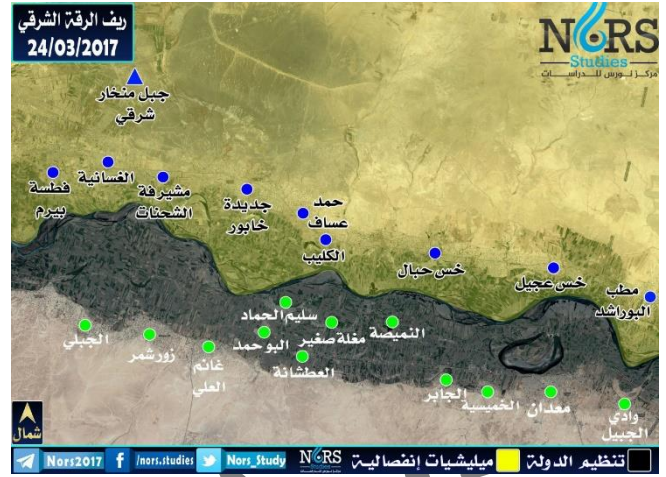 ريف الرقة الشرقي
24/03/2017
NORS
Studies
مركز نورس للدراسات
جبل منخار
شرقي
فطسة
بيرم
الغسانية
مشيرفة
الشحنات
جديدة
خابور
حمد
عساف
الكليب
خس حبال
خس عجيل
مطب
البوراشد
سليم الحماد
الجبلي
زورشمر
غانم
العلي
البوحمد
مغلة صغير
العطشانة
النميصة
الجابر
الخميسية
معدان
وادي
الجبيل
شمال
Nors2017
/nors.studies
Nors_Study
NORS
Studies
ميليشيات إنفصالية
تنظيم الدولة